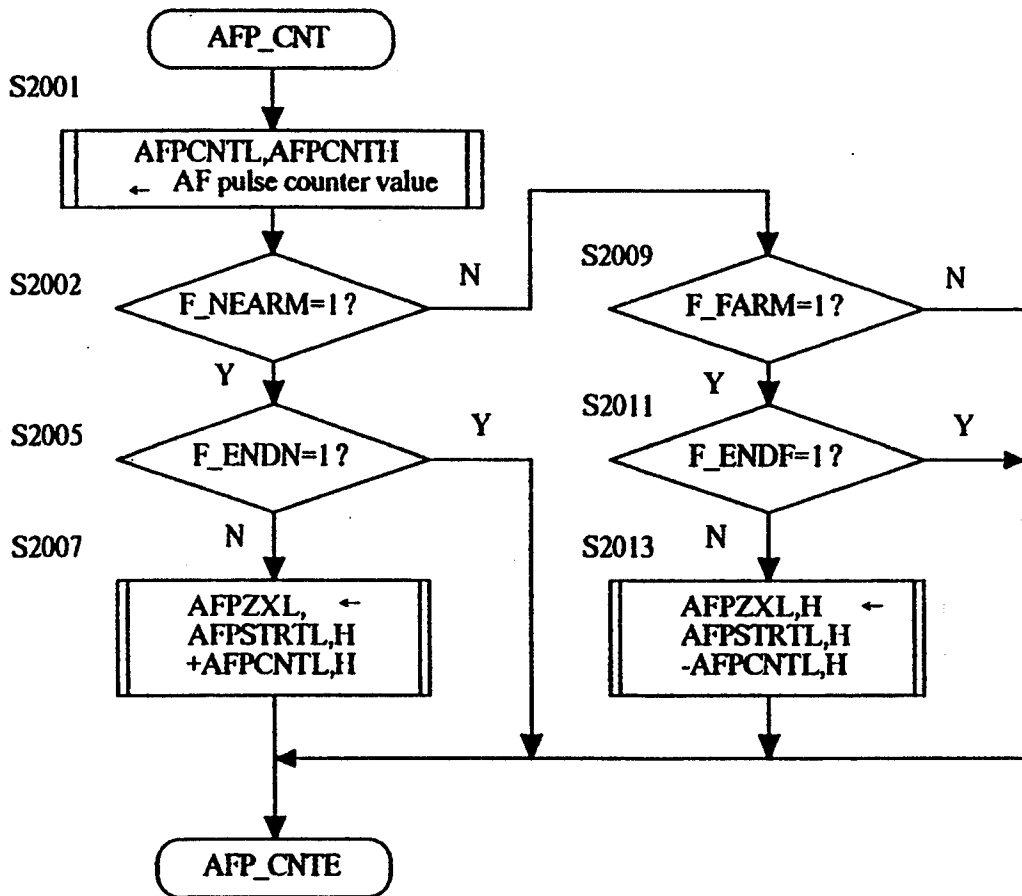 AFP_CNT
S2001
AFPCNTL,AFPCNTH
← AF pulse counter value
S2002
F_NEARM=1?
N
Y
S2005
F_ENDN=1?
Y
N
S2007
AFPZXL, ←
AFPSTRTL,H
+AFPCNTL,H
S2009
F_FARM=1?
N
Y
S2011
F_ENDF=1?
Y
N
S2013
AFPZXL,H ←
AFPSTRTL,H
-AFPCNTL,H
AFP_CNTE